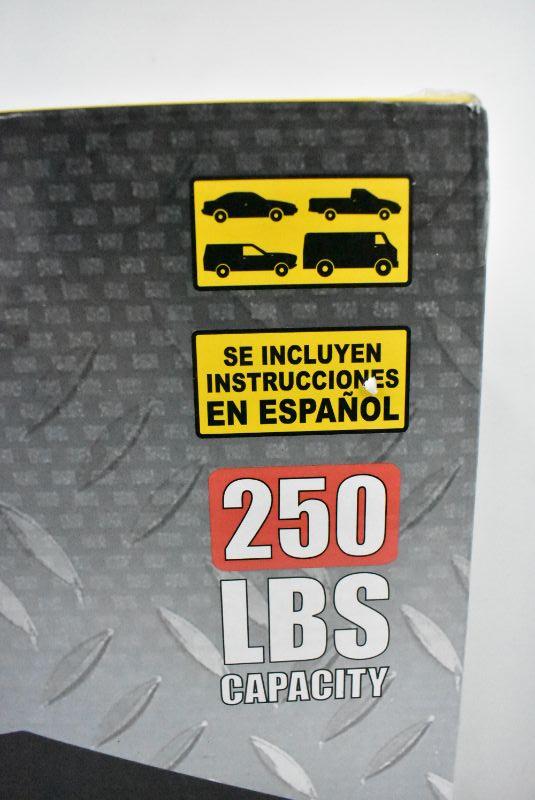 SE INCLUYEN
INSTRUCCIONES
EN ESPAÑOL
250
LBS
CAPACITY